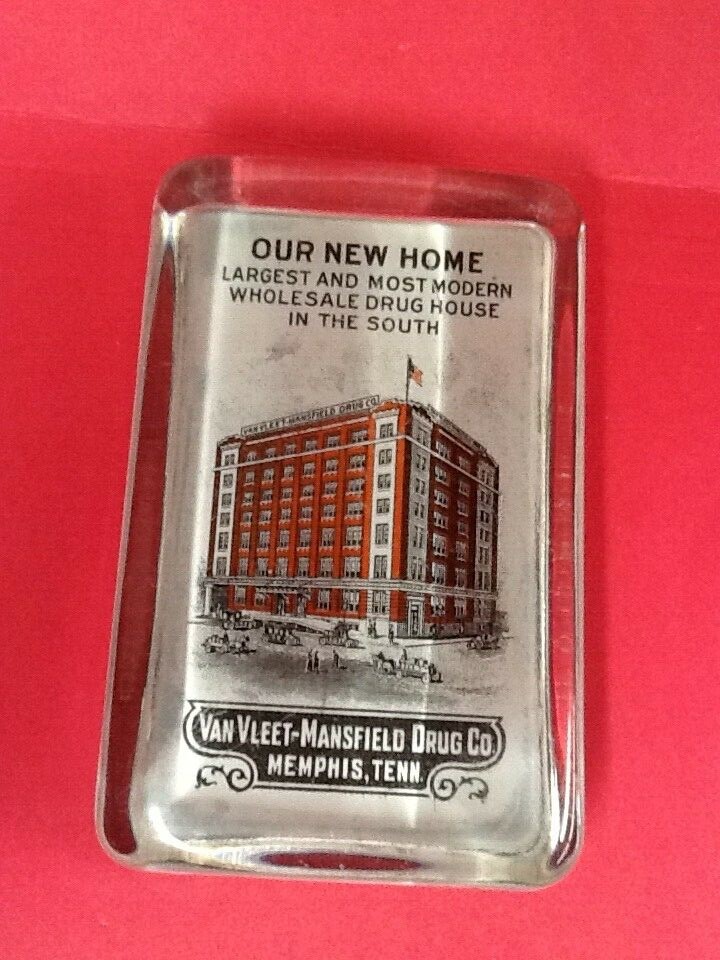 OUR NEW HOME
LARGEST AND MOST MODERN
WHOLESALE DRUG HOUSE
IN THE SOUTH
VAN VLEET-MANSFIELD DRUG CO.
VAN VLEET-MANSFIELD DRUG CO.
MEMPHIS, TENN.